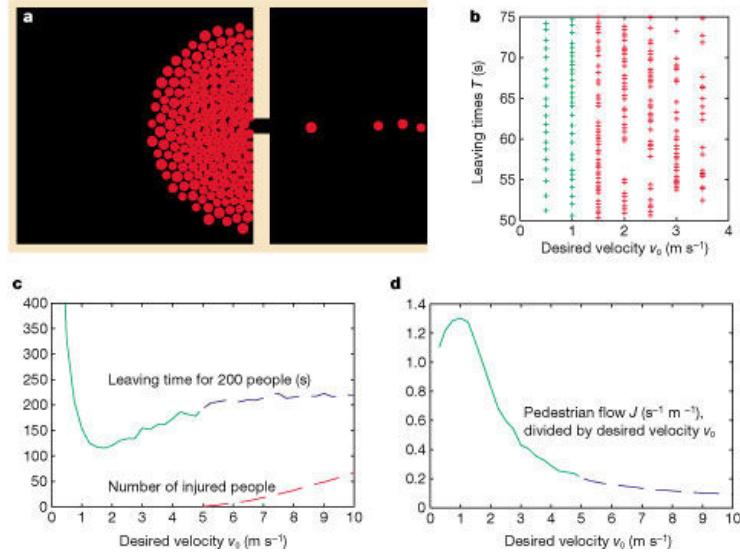 a
b
75
70
65
60
55
50
Leaving times T (s)
0 1 2 3 4
Desired velocity v₀ (m s⁻¹)
c
400
350
300
250
200
150
100
50
0
Leaving time for 200 people (s)
Number of injured people
0 1 2 3 4 5 6 7 8 9 10
Desired velocity v₀ (m s⁻¹)
d
1.4
1.2
1.0
0.8
0.6
0.4
0.2
0
Pedestrian flow J (s⁻¹ m⁻¹),
divided by desired velocity v₀
0 1 2 3 4 5 6 7 8 9 10
Desired velocity v₀ (m s⁻¹)